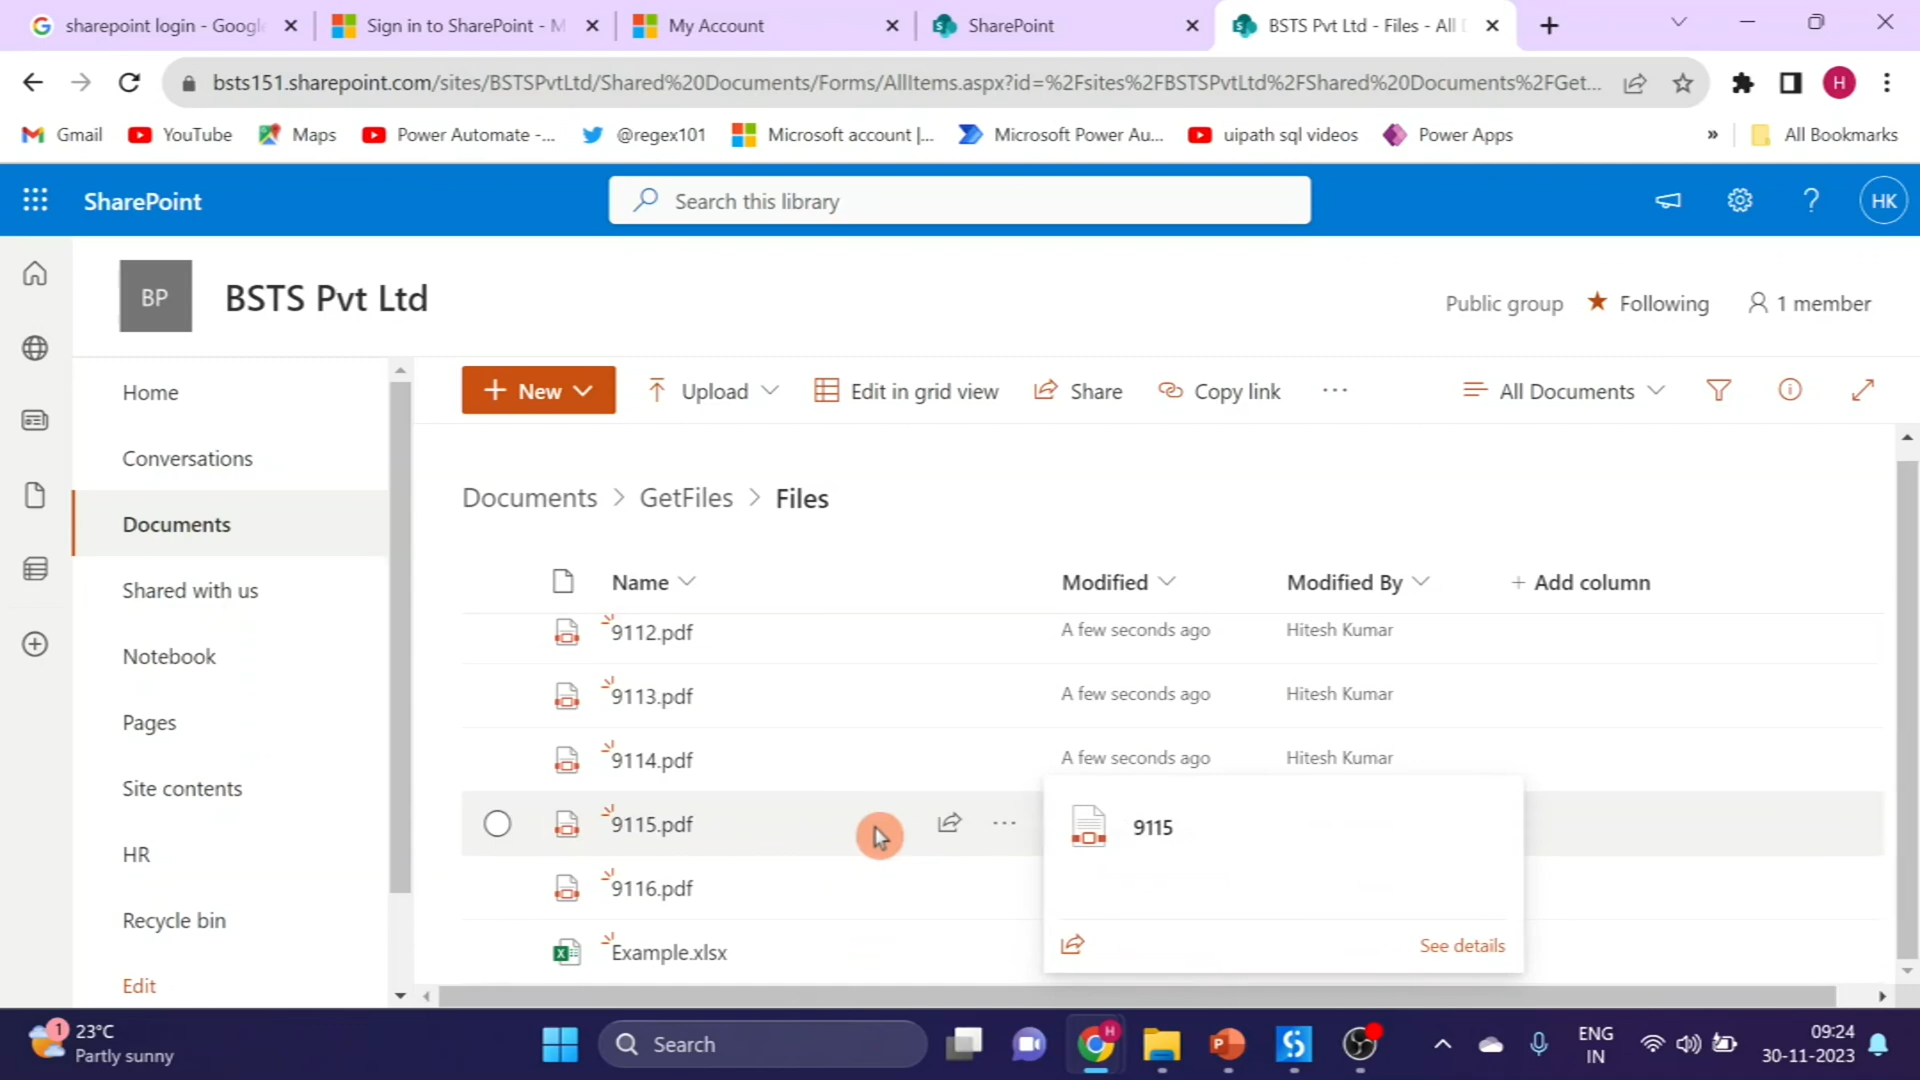 sharepoint login - Googl
Sign in to SharePoint - M
My Account
SharePoint
BSTS Pvt Ltd - Files - All
bsts151.sharepoint.com/sites/BSTSPvtLtd/Shared%20Documents/Forms/AllItems.aspx?id=%2Fsites%2FBSTSPvtLtd%2FShared%20Documents%2FGet...
H
Gmail
YouTube
Maps
Power Automate -...
@regex101
Microsoft account |...
Microsoft Power Au...
uipath sql videos
Power Apps
»
All Bookmarks
SharePoint
Search this library
?
HK
BP
BSTS Pvt Ltd
Public group
Following
1 member
Home
Conversations
Documents
Shared with us
Notebook
Pages
Site contents
HR
Recycle bin
Edit
+ New
Upload
Edit in grid view
Share
Copy link
...
All Documents
Documents > GetFiles > Files
Name
Modified
Modified By
+ Add column
9112.pdf A few seconds ago Hitesh Kumar
9113.pdf A few seconds ago Hitesh Kumar
9114.pdf A few seconds ago Hitesh Kumar
9115.pdf
...
9115
9116.pdf
See details
Example.xlsx
1
23°C
Partly sunny
Search
H
P
ENG
IN
09:24
30-11-2023